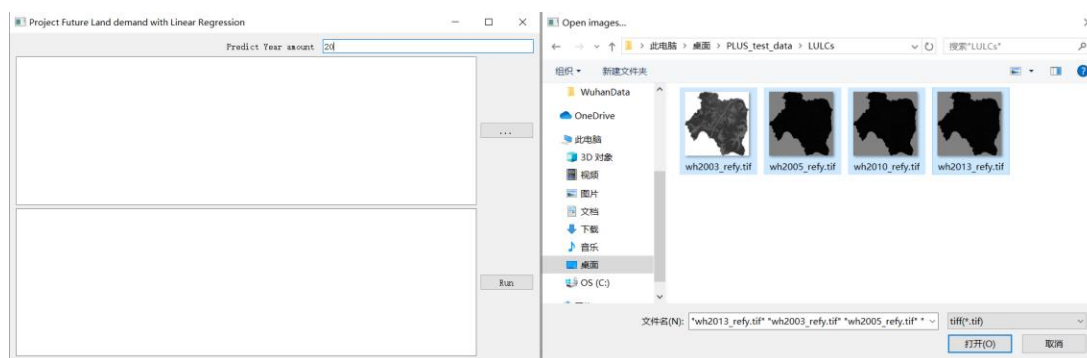 Project Future Land demand with Linear Regression
Predict Year amount 20
...
Run
Open images...
此电脑 > 桌面 > PLUS_test_data > LULCs
搜索"LULCs"
组织 新建文件夹
WuhanData
OneDrive
此电脑
3D 对象
视频
图片
文档
下载
音乐
桌面
OS (C:)
wh2003_refy.tif wh2005_refy.tif wh2010_refy.tif wh2013_refy.tif
文件名(N): "wh2013_refy.tif" "wh2003_refy.tif" "wh2005_refy.tif" "
tiff(*.tif)
打开(O) 取消